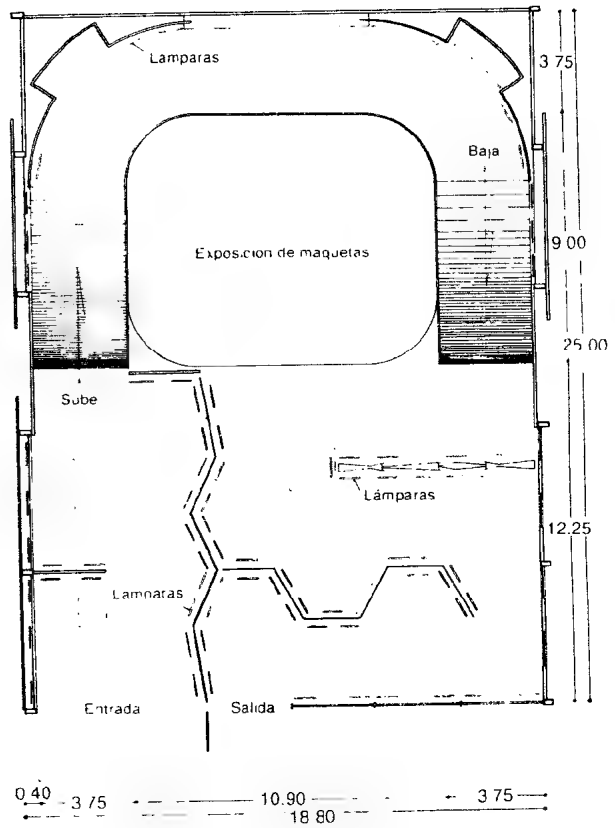 Lamparas
3.75
Baja
Exposicion de maquetas
9.00
25.00
Sube
Lámparas
12.25
Lamparas
Entrada
Salida
0.40
3.75
10.90
3.75
18.80